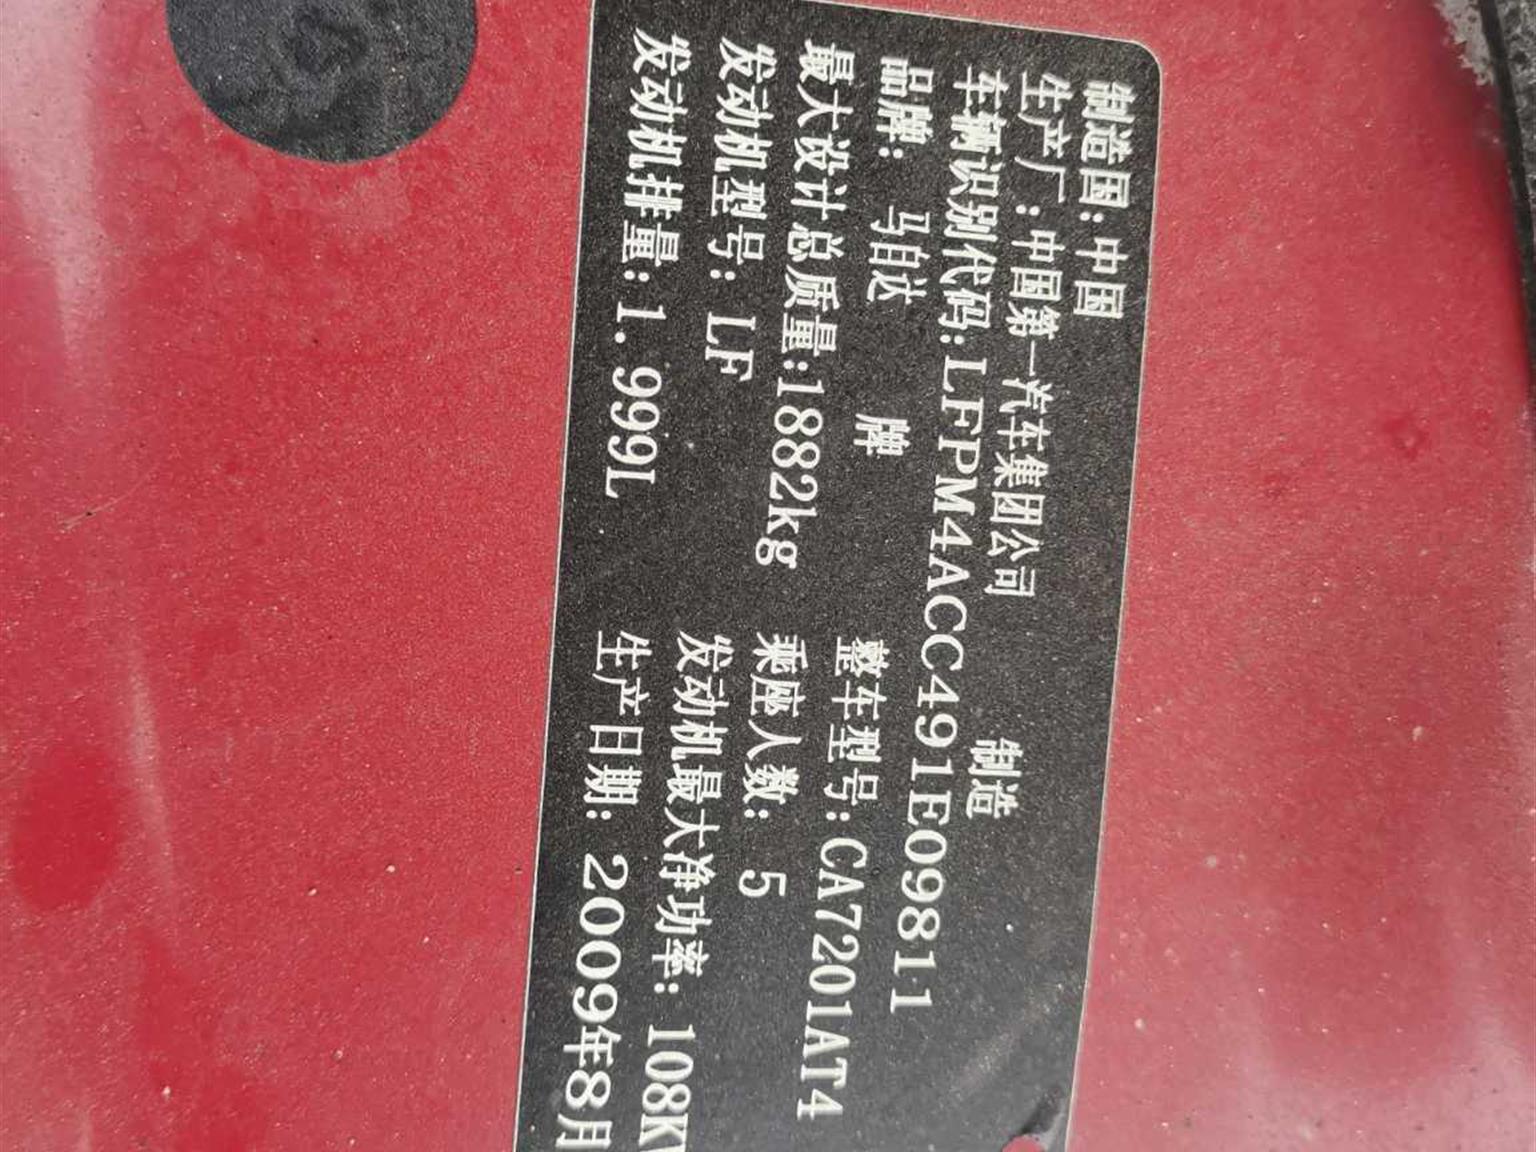 制造国:中国
生产厂:中国第一汽车集团公司 制造
车辆识别代码:LFPM4ACC491E09811
品牌: 马自达 牌 整车型号:CA7201AT4
最大设计总质量:1882kg 乘座人数: 5
发动机型号: LF 发动机最大净功率: 108K
发动机排量: 1.999L 生产日期: 2009年8月